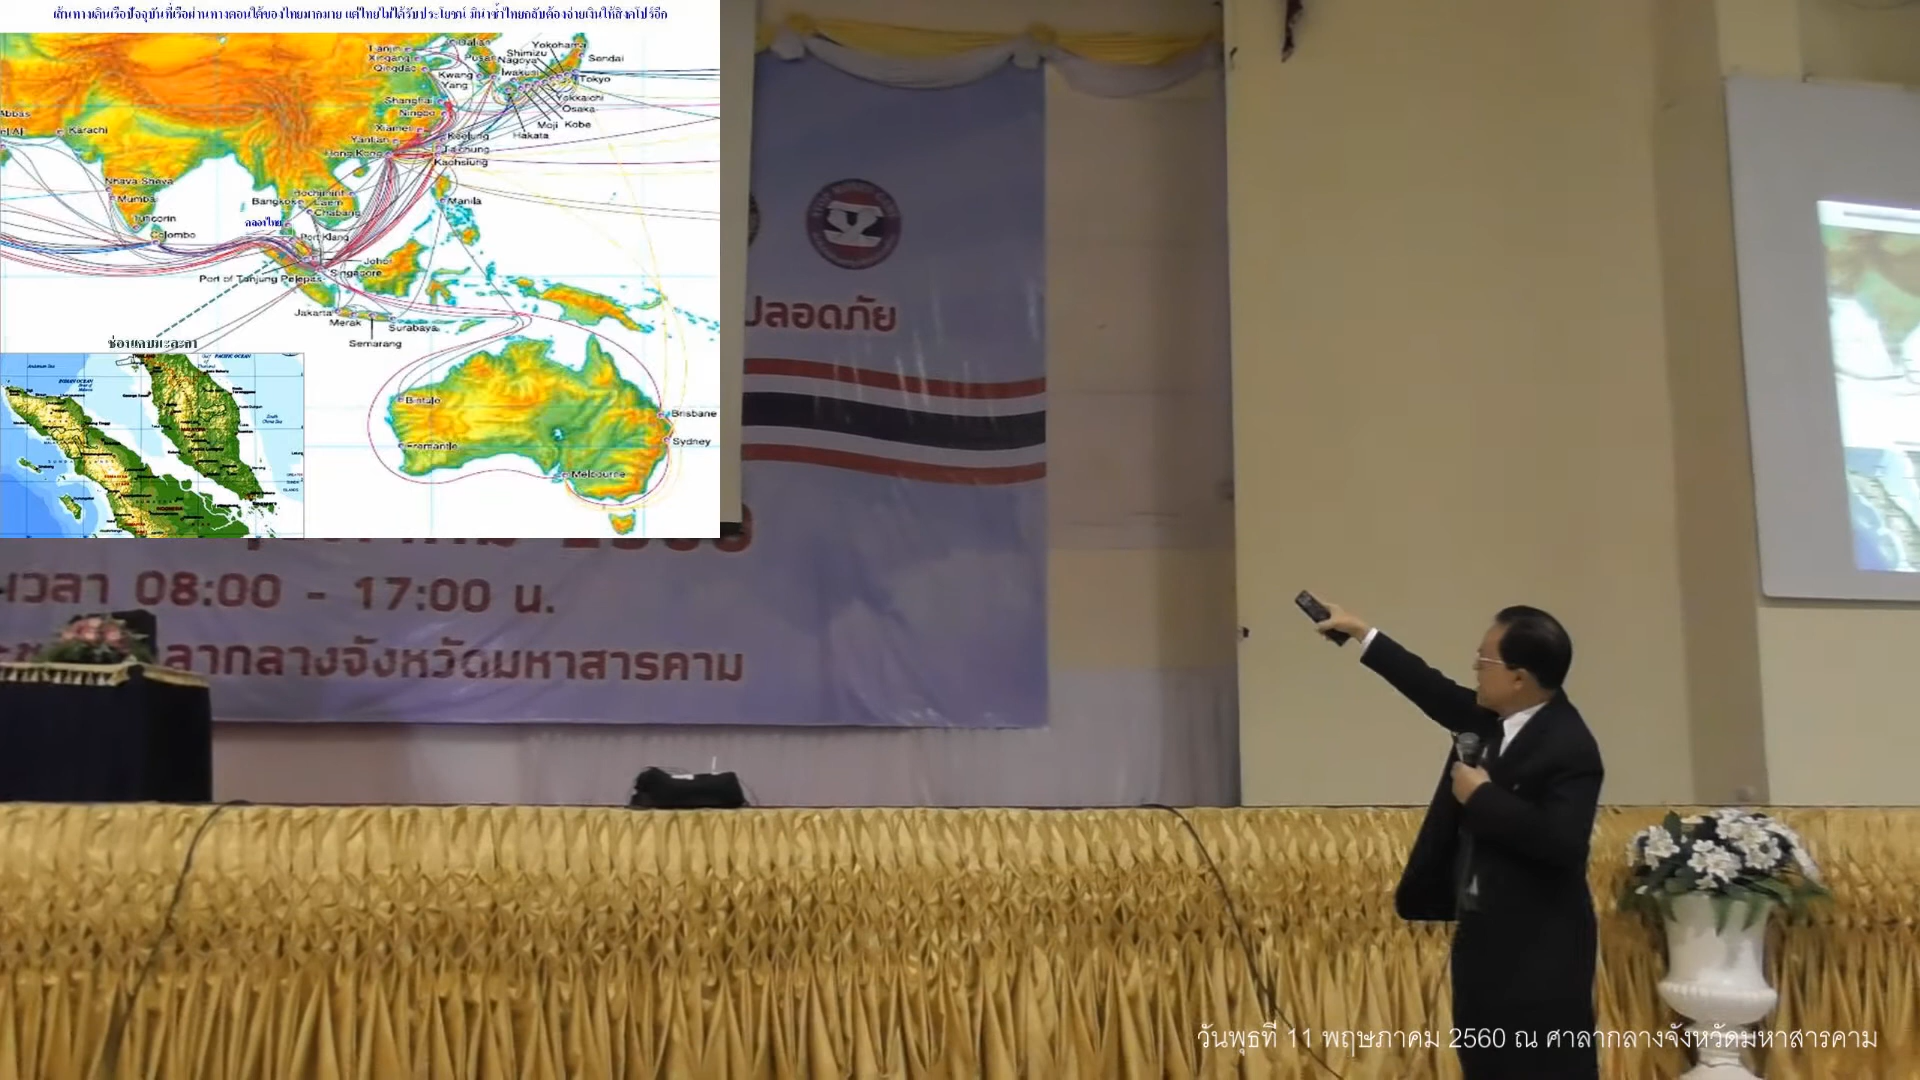 เส้นทางเดินเรือปัจจุบันที่เรือผ่านทางตอนใต้ของไทยมากมาย แต่ไทยไม่ได้รับประโยชน์ มิหนำซ้ำไทยกลับต้องจ่ายเงินให้สิงคโปร์อีก
Tianjin
Dalian
Yokohama
Xingang
Pusan
Shimizu
Nagoya
Sendai
Qingdao
Kwang Yang
Iwakuni
Tokyo
Yokkaichi
Shanghai
Osaka
Ningbo
Moji Kobe
Abbas
Xiamen
Hakata
Karachi
Yantian
Keelung
Hong Kong
Taichung
Kaohsiung
Nhava Sheva
Mumbai
Hochiminh
Bangkok
Laem Chabang
Manila
Tuticorin
คลองไทย
Colombo
Port Klang
Johor
Singapore
Port of Tanjung Pelepas
Jakarta
Merak
Surabaya
Semarang
ช่องแคบมะละกา
Bintulo
Brisbane
Fremantle
Sydney
Melbourne
ปลอดภัย
เวลา 08:00 - 17:00 น.
ลากลางจังหวัดมหาสารคาม
วันพุธที่ 11 พฤษภาคม 2560 ณ ศาลากลางจังหวัดมหาสารคาม